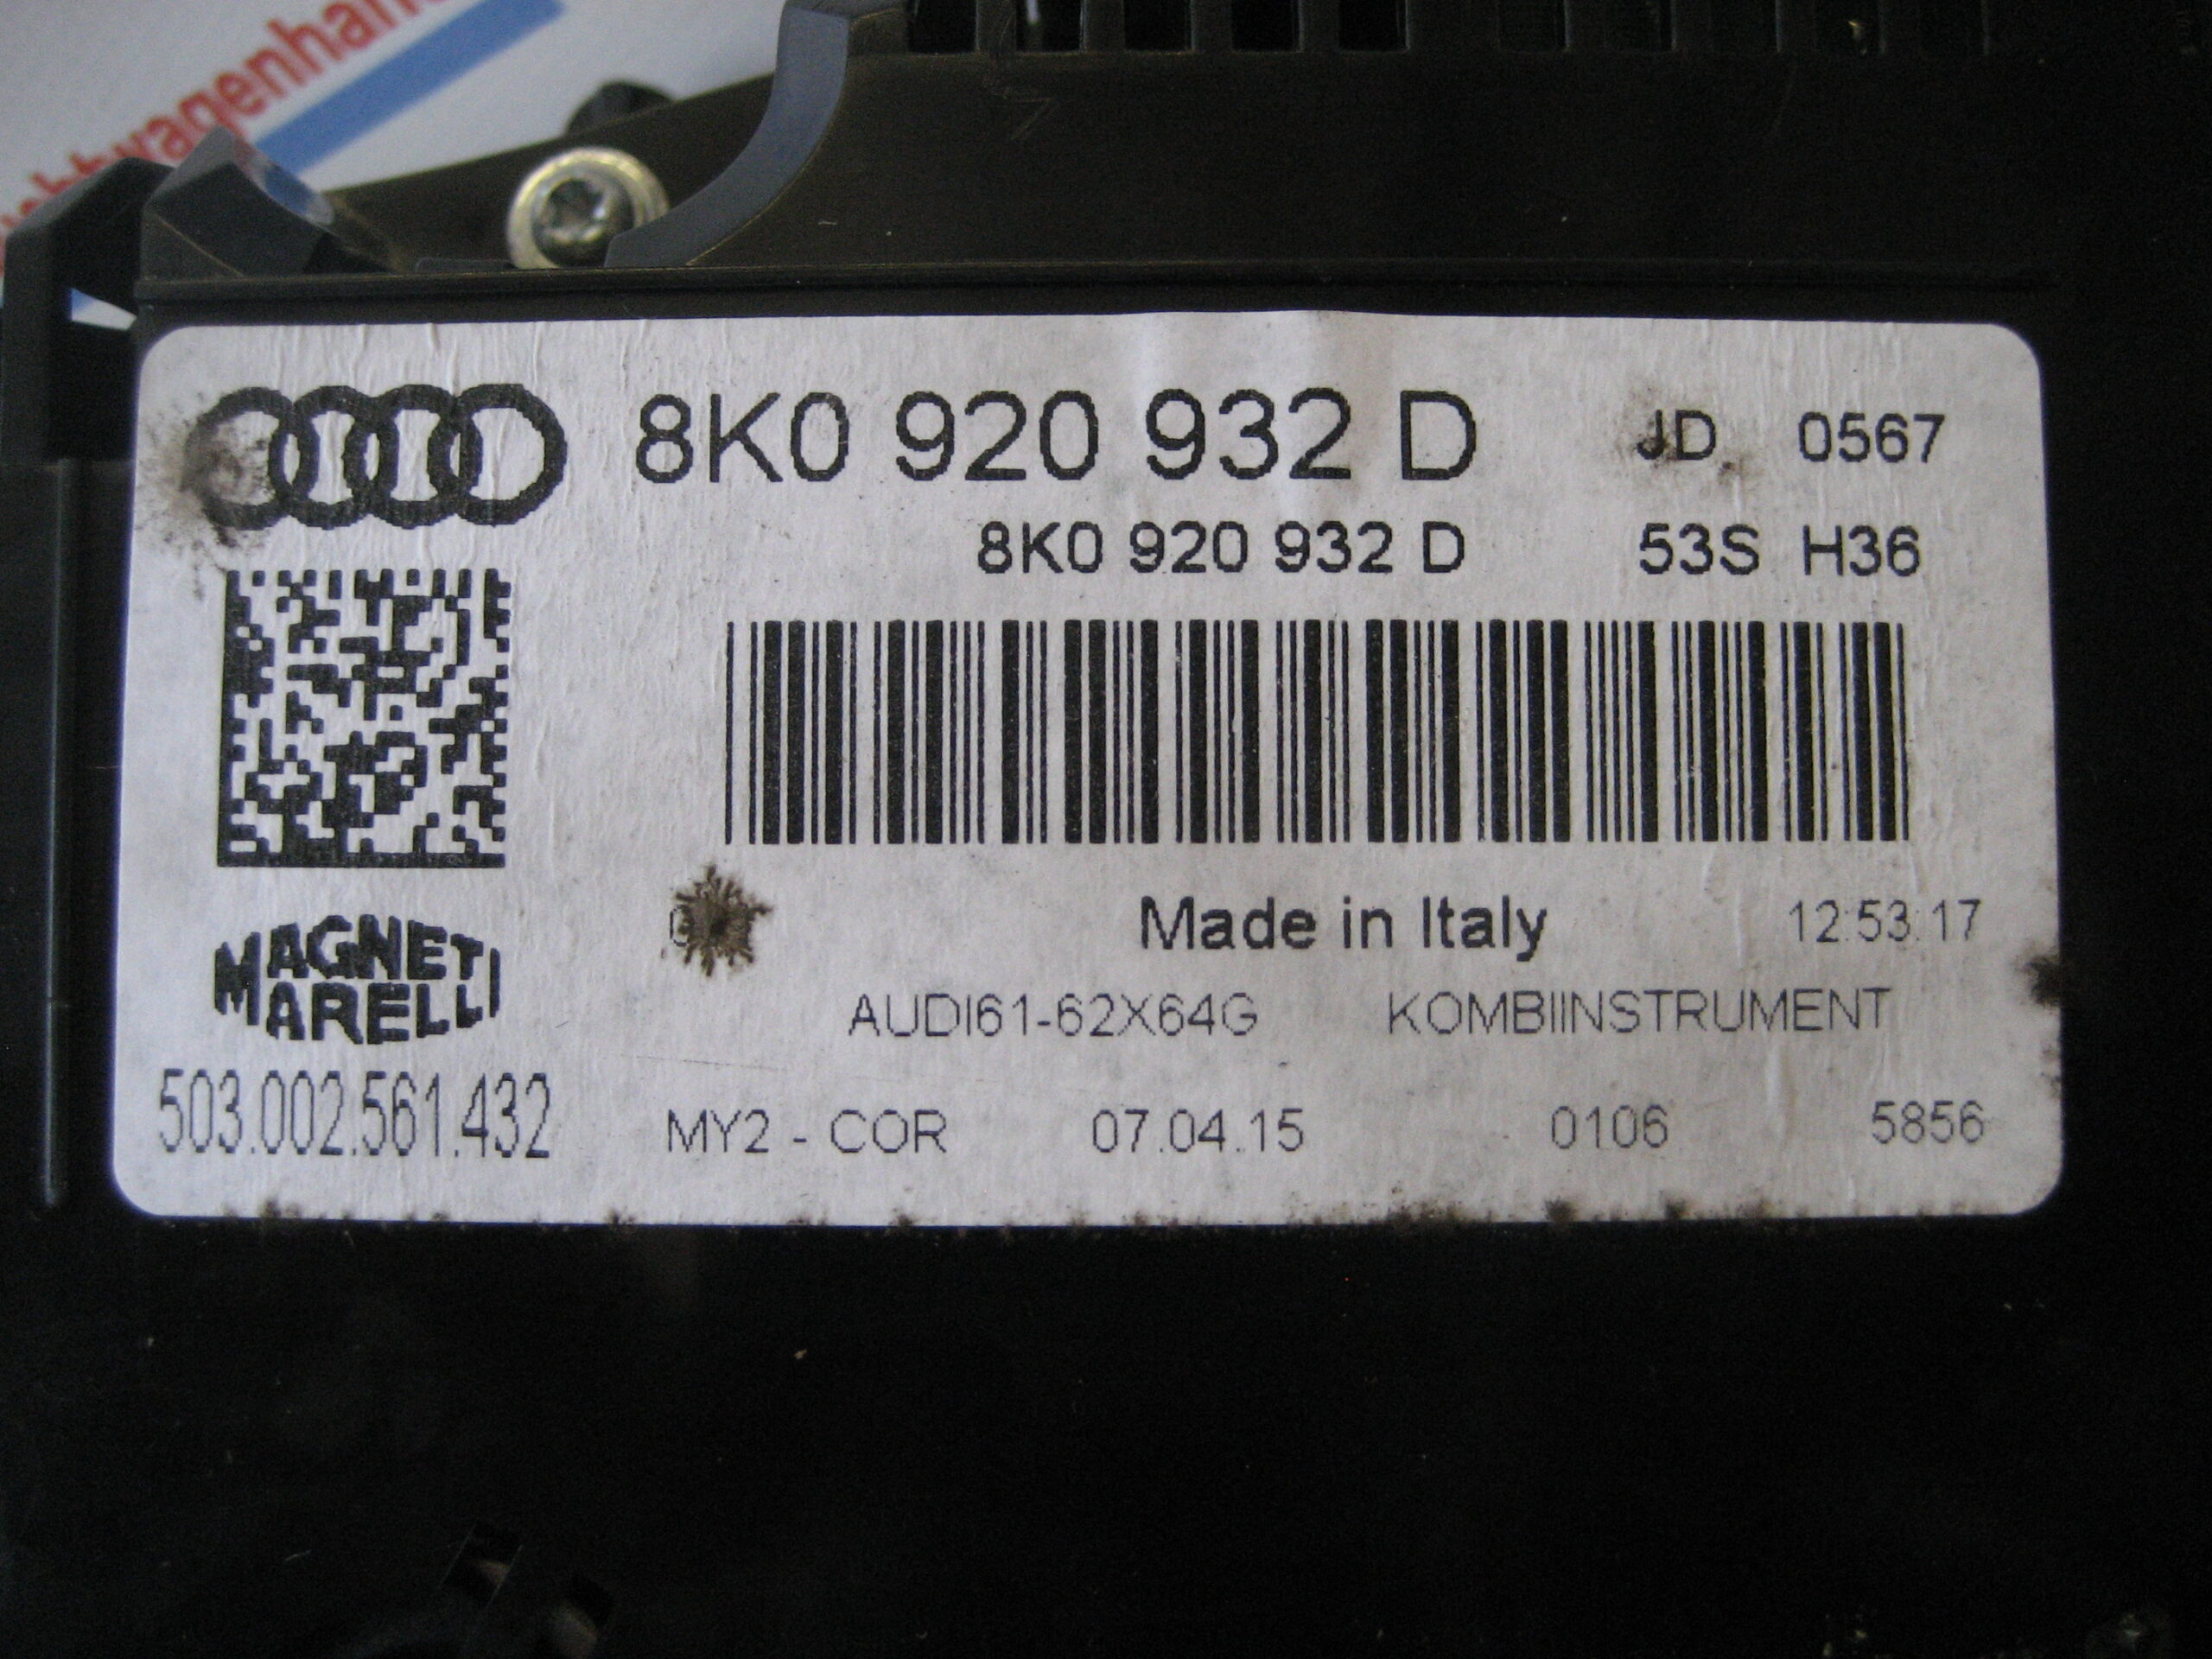 8K0 920 932 D JD 0567
8K0 920 932 D 53S H36
Made in Italy 12:53:17
MAGNETI
MARELLI
AUDI61-62X64G KOMBIINSTRUMENT
503.002.561.432 MY2 - COR 07.04.15 0106 5856